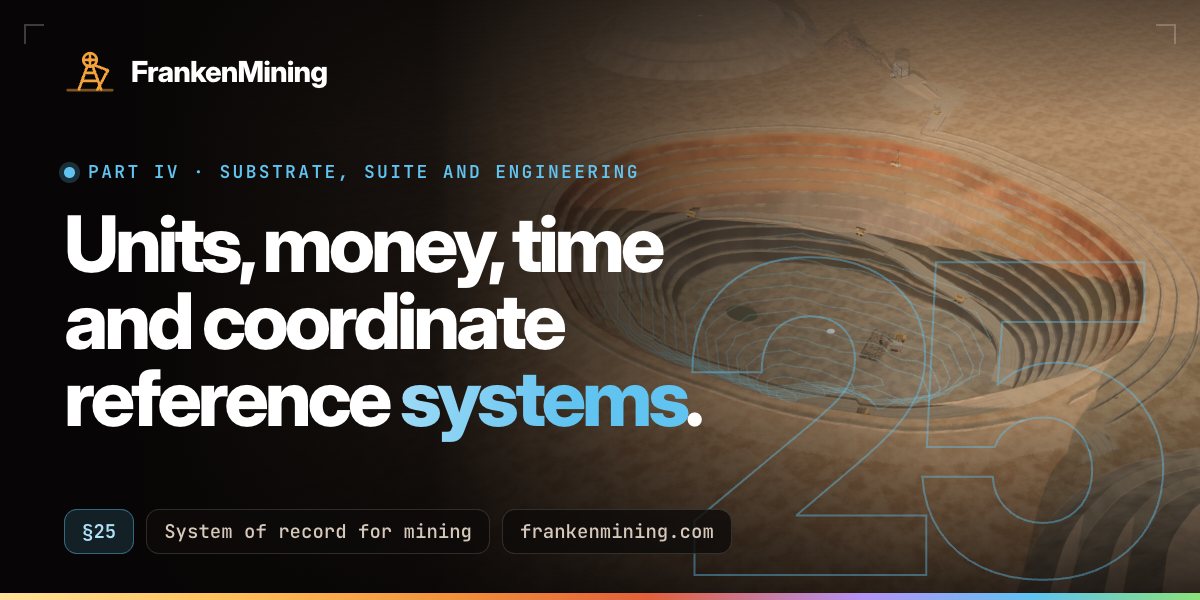 FrankenMining
PART IV · SUBSTRATE, SUITE AND ENGINEERING
Units, money, time
and coordinate
reference systems.
25
§25
System of record for mining
frankenmining.com